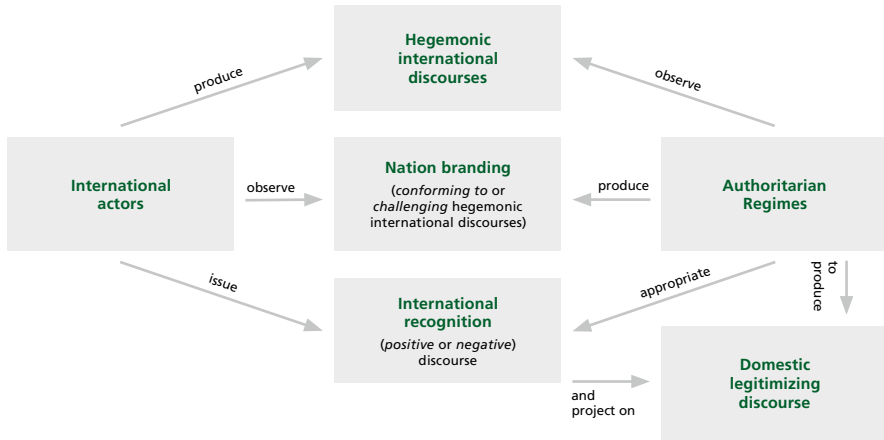 Hegemonic
international
discourses
produce
observe
International
actors
observe
Nation branding
(conforming to or
challenging hegemonic
international discourses)
produce
Authoritarian
Regimes
issue
International
recognition
(positive or negative)
discourse
appropriate
to
produce
and
project on
Domestic
legitimizing
discourse